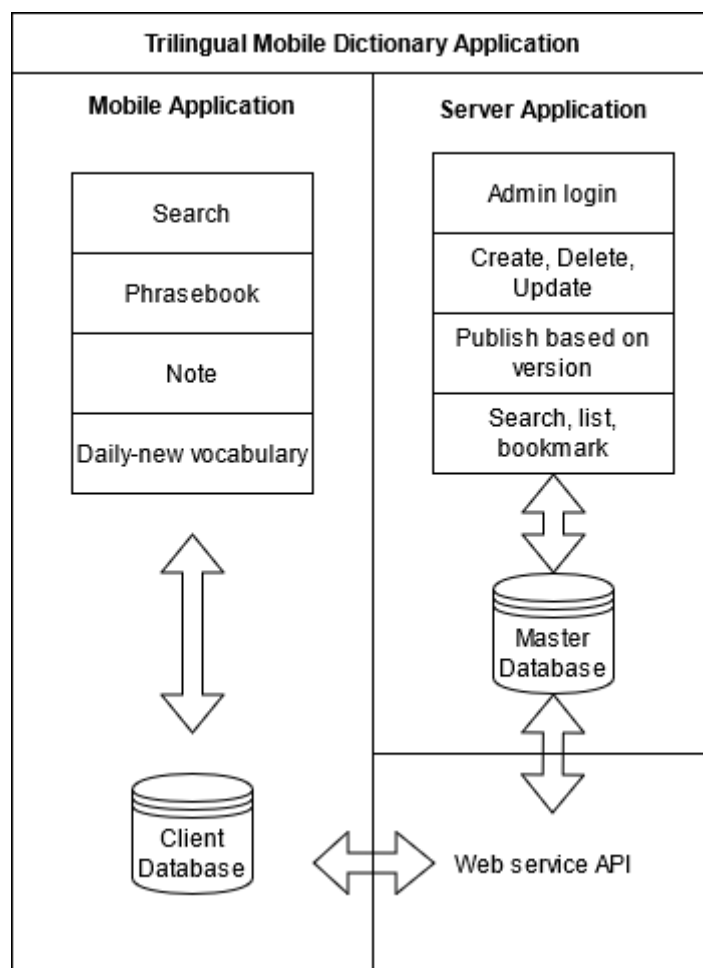 Trilingual Mobile Dictionary Application
Mobile Application
Search
Phrasebook
Note
Daily-new vocabulary
Client
Database
Server Application
Admin login
Create, Delete,
Update
Publish based on
version
Search, list,
bookmark
Master
Database
Web service API